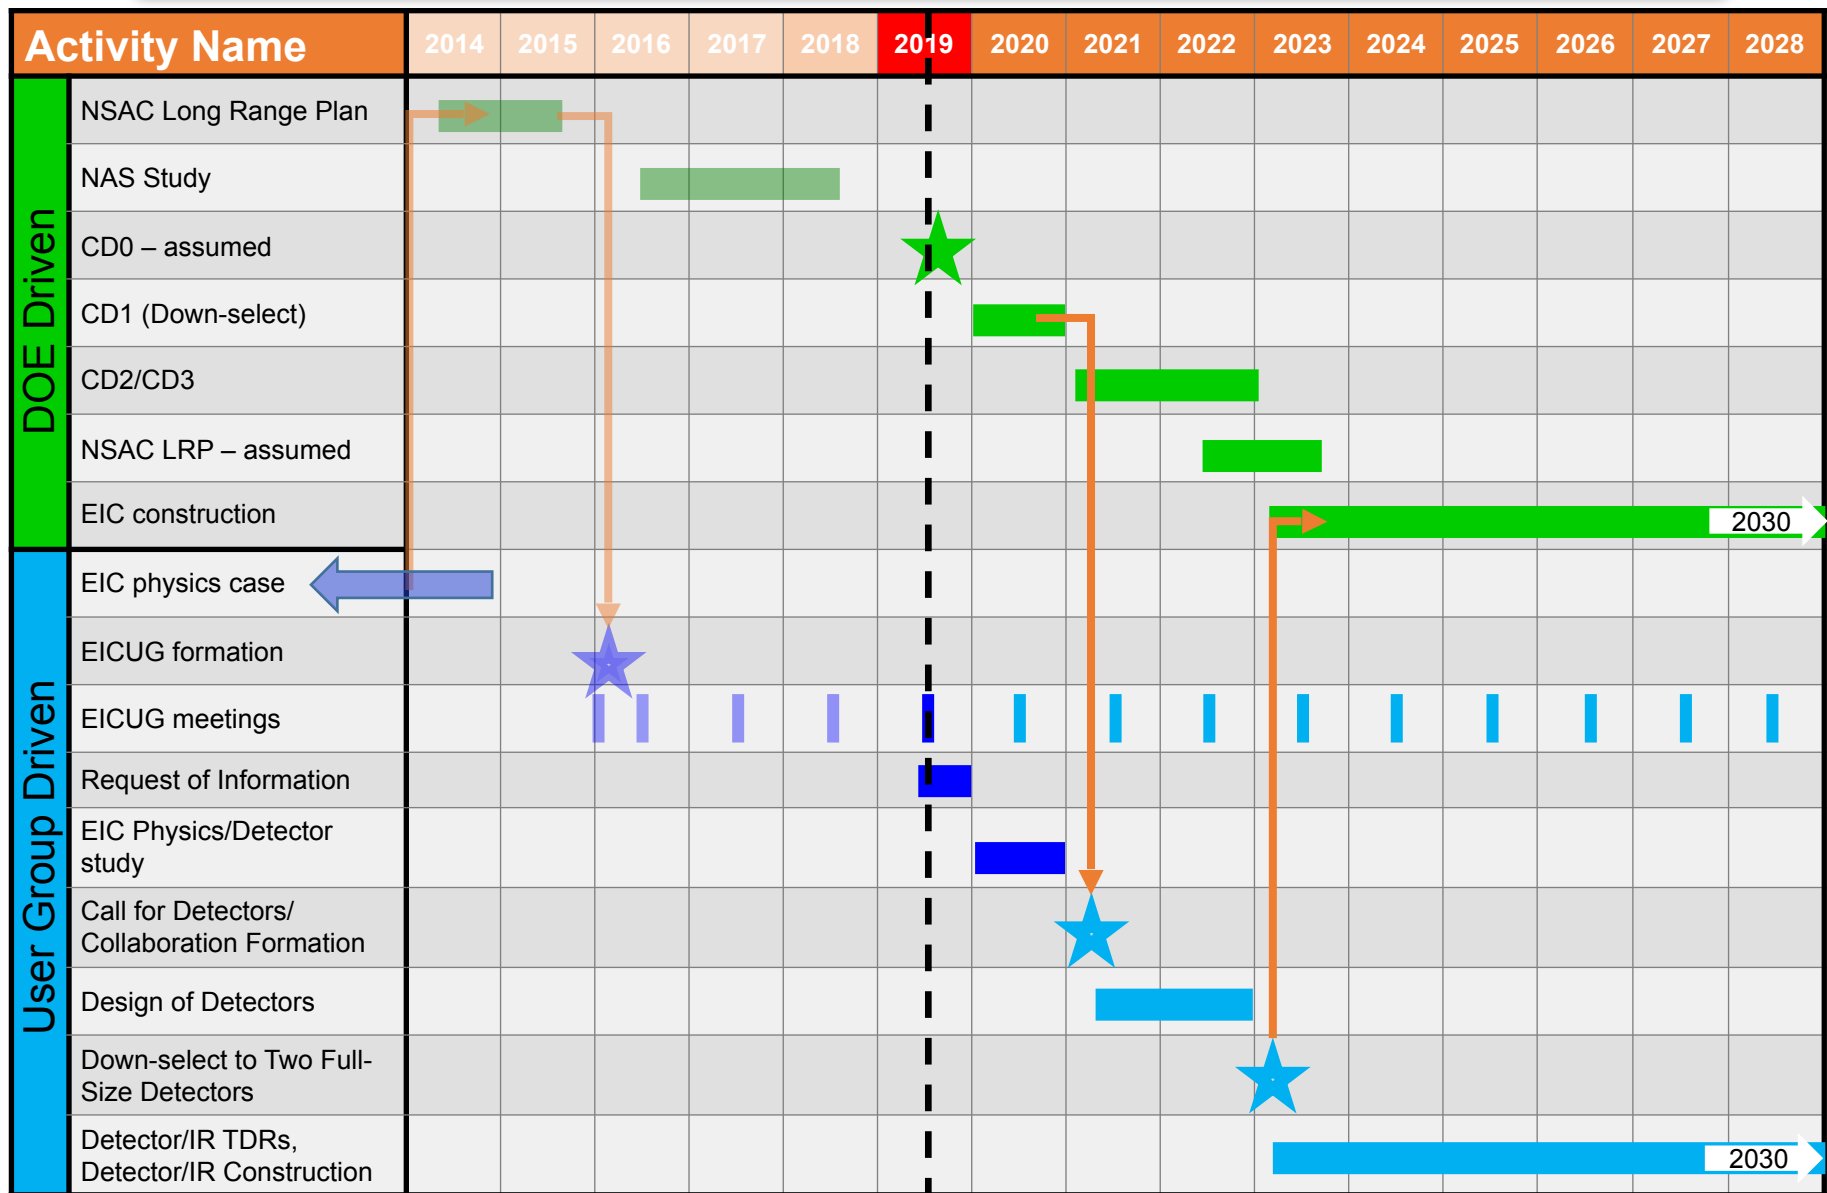 Activity Name 2014 2015 2016 2017 2018 2019 2020 2021 2022 2023 2024 2025 2026 2027 2028
DOE Driven
NSAC Long Range Plan
NAS Study
CD0 – assumed
CD1 (Down-select)
CD2/CD3
NSAC LRP – assumed
EIC construction
2030
User Group Driven
EIC physics case
EICUG formation
EICUG meetings
Request of Information
EIC Physics/Detector
study
Call for Detectors/
Collaboration Formation
Design of Detectors
Down-select to Two Full-
Size Detectors
Detector/IR TDRs,
Detector/IR Construction
2030